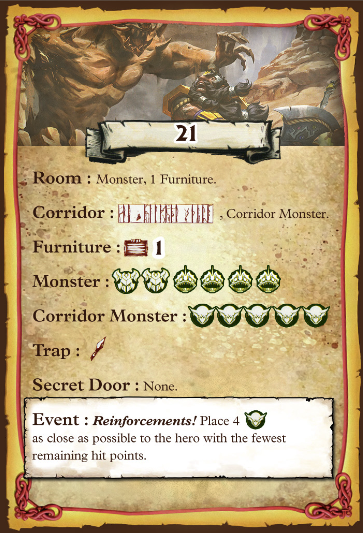 21
Room : Monster, 1 Furniture.
Corridor : , Corridor Monster.
Furniture : 1
Monster :
Corridor Monster :
Trap :
Secret Door : None.
Event : Reinforcements! Place 4
as close as possible to the hero with the fewest
remaining hit points.